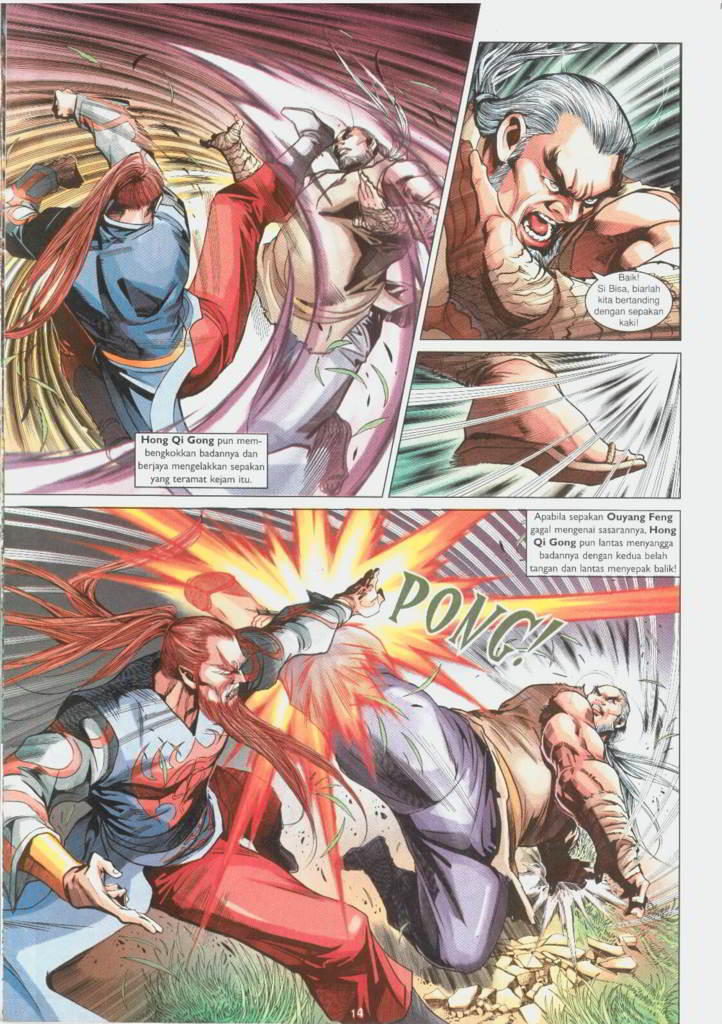 Hong Qi Gong pun mem-
bengkokkan badannya dan
berjaya mengelakkan sepakan
yang teramat kejam itu.
Baik!
Si Bisa, biarlah
kita bertanding
dengan sepakan
kaki!
Apabila sepakan Ouyang Feng
gagal mengenai sasarannya, Hong
Qi Gong pun lantas menyangga
badannya dengan kedua belah
tangan dan lantas menyepak balik!
PONG!
14